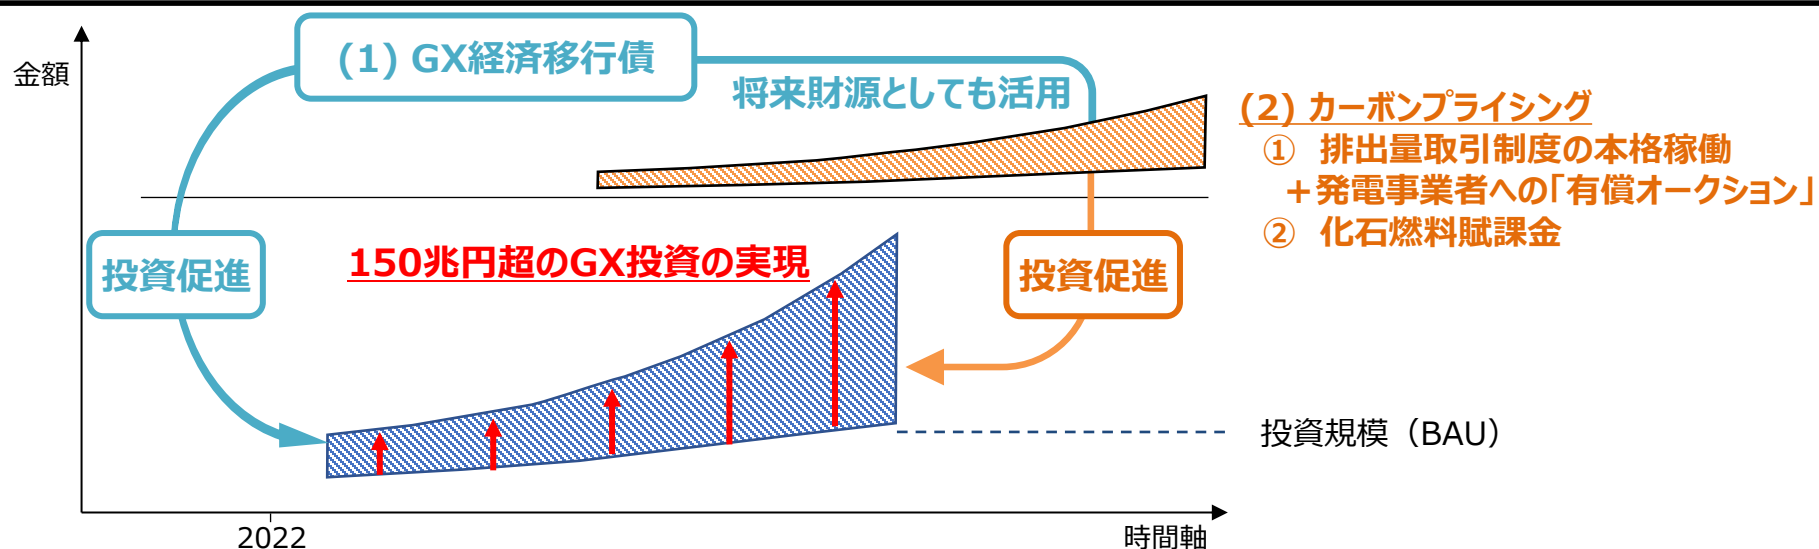 金額
(1) GX経済移行債
将来財源としても活用
(2) カーボンプライシング
① 排出量取引制度の本格稼働
＋発電事業者への「有償オークション」
② 化石燃料賦課金
投資促進
150兆円超のGX投資の実現
投資促進
投資規模（BAU）
2022
時間軸